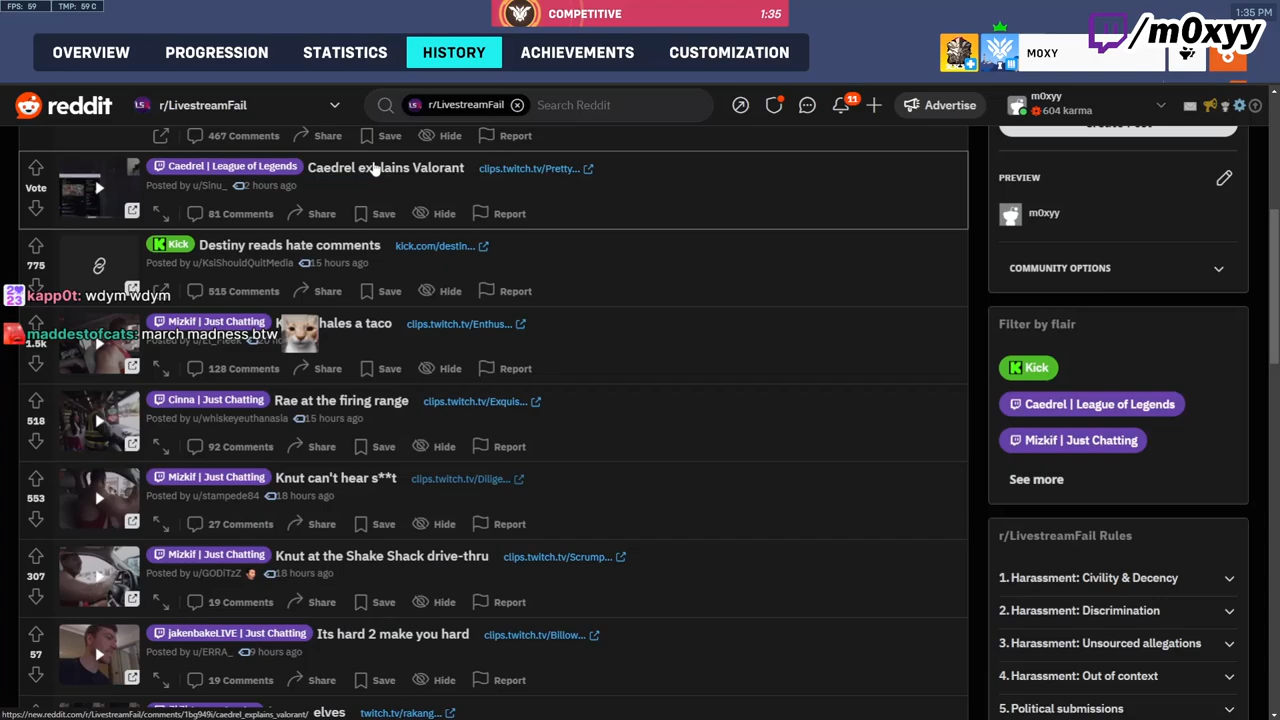 FPS : 59 TMP: 59 C
COMPETITIVE 1:35
1:35 PM
/m0xyy
OVERVIEW PROGRESSION STATISTICS HISTORY ACHIEVEMENTS CUSTOMIZATION
MOXY
reddit r/LivestreamFail r/LivestreamFail Search Reddit 11 Advertise m0xyy
604 karma
467 Comments Share Save Hide Report
Caedrel | League of Legends Caedrel explains Valorant clips.twitch.tv/Pretty...
Vote Posted by u/Sinu_ 2 hours ago
81 Comments Share Save Hide Report
Kick Destiny reads hate comments kick.com/destin...
775 Posted by u/KsiShouldQuitMedia 15 hours ago
515 Comments Share Save Hide Report
kapp0t: wdym wdym
Mizkif | Just Chatting hales a taco clips.twitch.tv/Enthus...
maddestofcats: march madness btw
1.5k
128 Comments Share Save Hide Report
Cinna | Just Chatting Rae at the firing range clips.twitch.tv/Exquis...
518 Posted by u/whiskeyeuthanasia 15 hours ago
92 Comments Share Save Hide Report
Mizkif | Just Chatting Knut can't hear s**t clips.twitch.tv/Dilige...
553 Posted by u/stampede84 18 hours ago
27 Comments Share Save Hide Report
Mizkif | Just Chatting Knut at the Shake Shack drive-thru clips.twitch.tv/Scrump...
307 Posted by u/GODiTzZ 18 hours ago
19 Comments Share Save Hide Report
jakenbakeLIVE | Just Chatting Its hard 2 make you hard clips.twitch.tv/Billow...
57 Posted by u/ERRA_ 9 hours ago
19 Comments Share Save Hide Report
elves twitch.tv/rakang...
https://new.reddit.com/r/LivestreamFail/comments/1bg949i/caedrel_explains_valorant/
PREVIEW
m0xyy
COMMUNITY OPTIONS
Filter by flair
Kick
Caedrel | League of Legends
Mizkif | Just Chatting
See more
r/LivestreamFail Rules
1. Harassment: Civility & Decency
2. Harassment: Discrimination
3. Harassment: Unsourced allegations
4. Harassment: Out of context
5. Political submissions